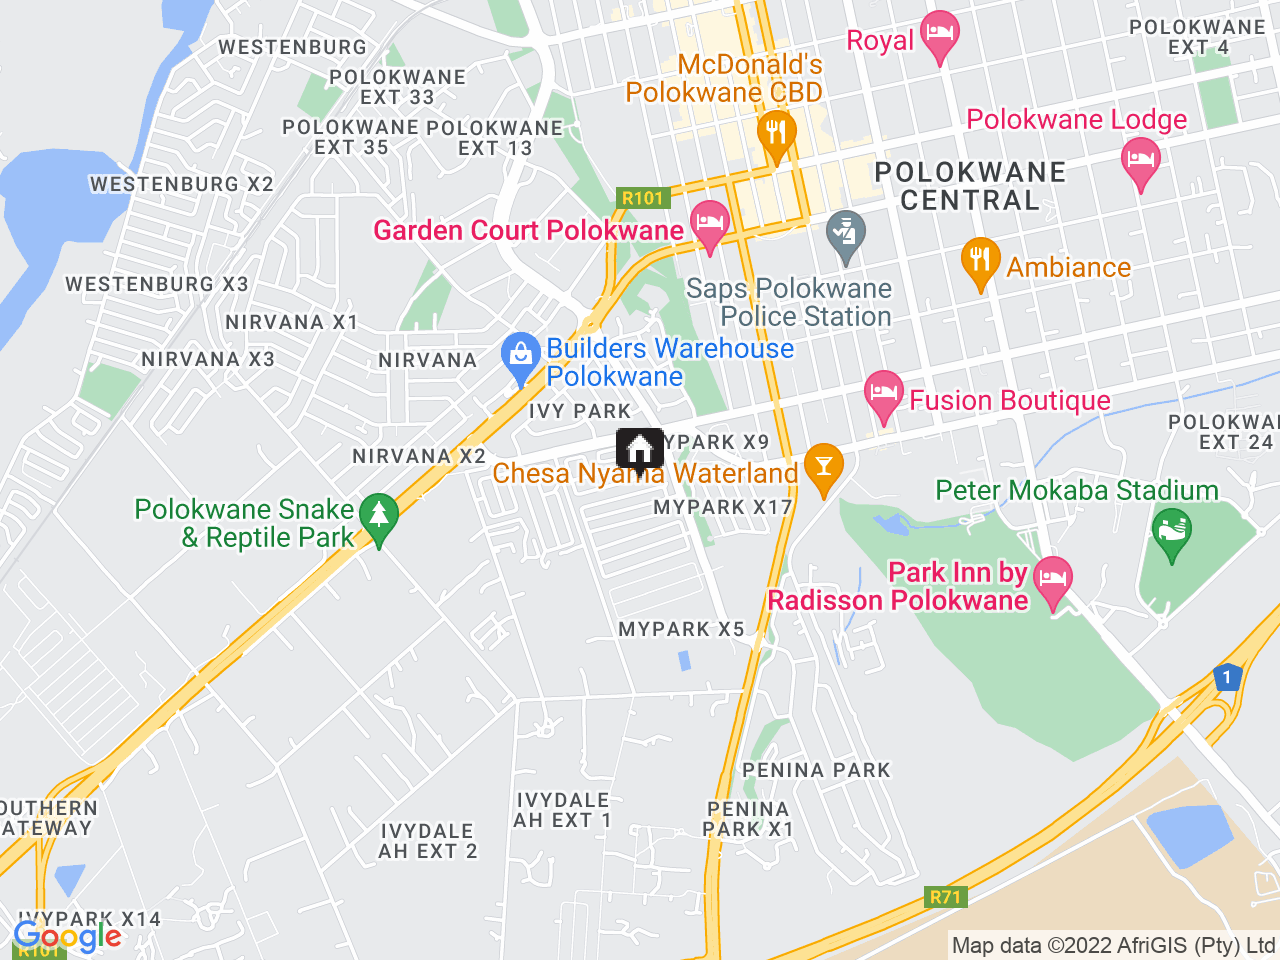 WESTENBURG
POLOKWANE
EXT 33
POLOKWANE
EXT 35
POLOKWANE
EXT 13
WESTENBURG X2
WESTENBURG X3
NIRVANA X1
NIRVANA X3
NIRVANA
McDonald's
Polokwane CBD
Royal
POLOKWANE
EXT 4
Polokwane Lodge
POLOKWANE
CENTRAL
R101
Garden Court Polokwane
Ambiance
Saps Polokwane
Police Station
Builders Warehouse
Polokwane
IVY PARK
Fusion Boutique
POLOKWA
EXT 24
YPARK X9
NIRVANA X2
Chesa Nyama Waterland
MYPARK X17
Peter Mokaba Stadium
Polokwane Snake
& Reptile Park
Park Inn by
Radisson Polokwane
MYPARK X5
1
PENINA PARK
OUTHERN
ATEWAY
IVYDALE
AH EXT 1
IVYDALE
AH EXT 2
PENINA
PARK X1
R71
IVYPARK X14
Google
R101
Map data ©2022 AfriGIS (Pty) Ltd